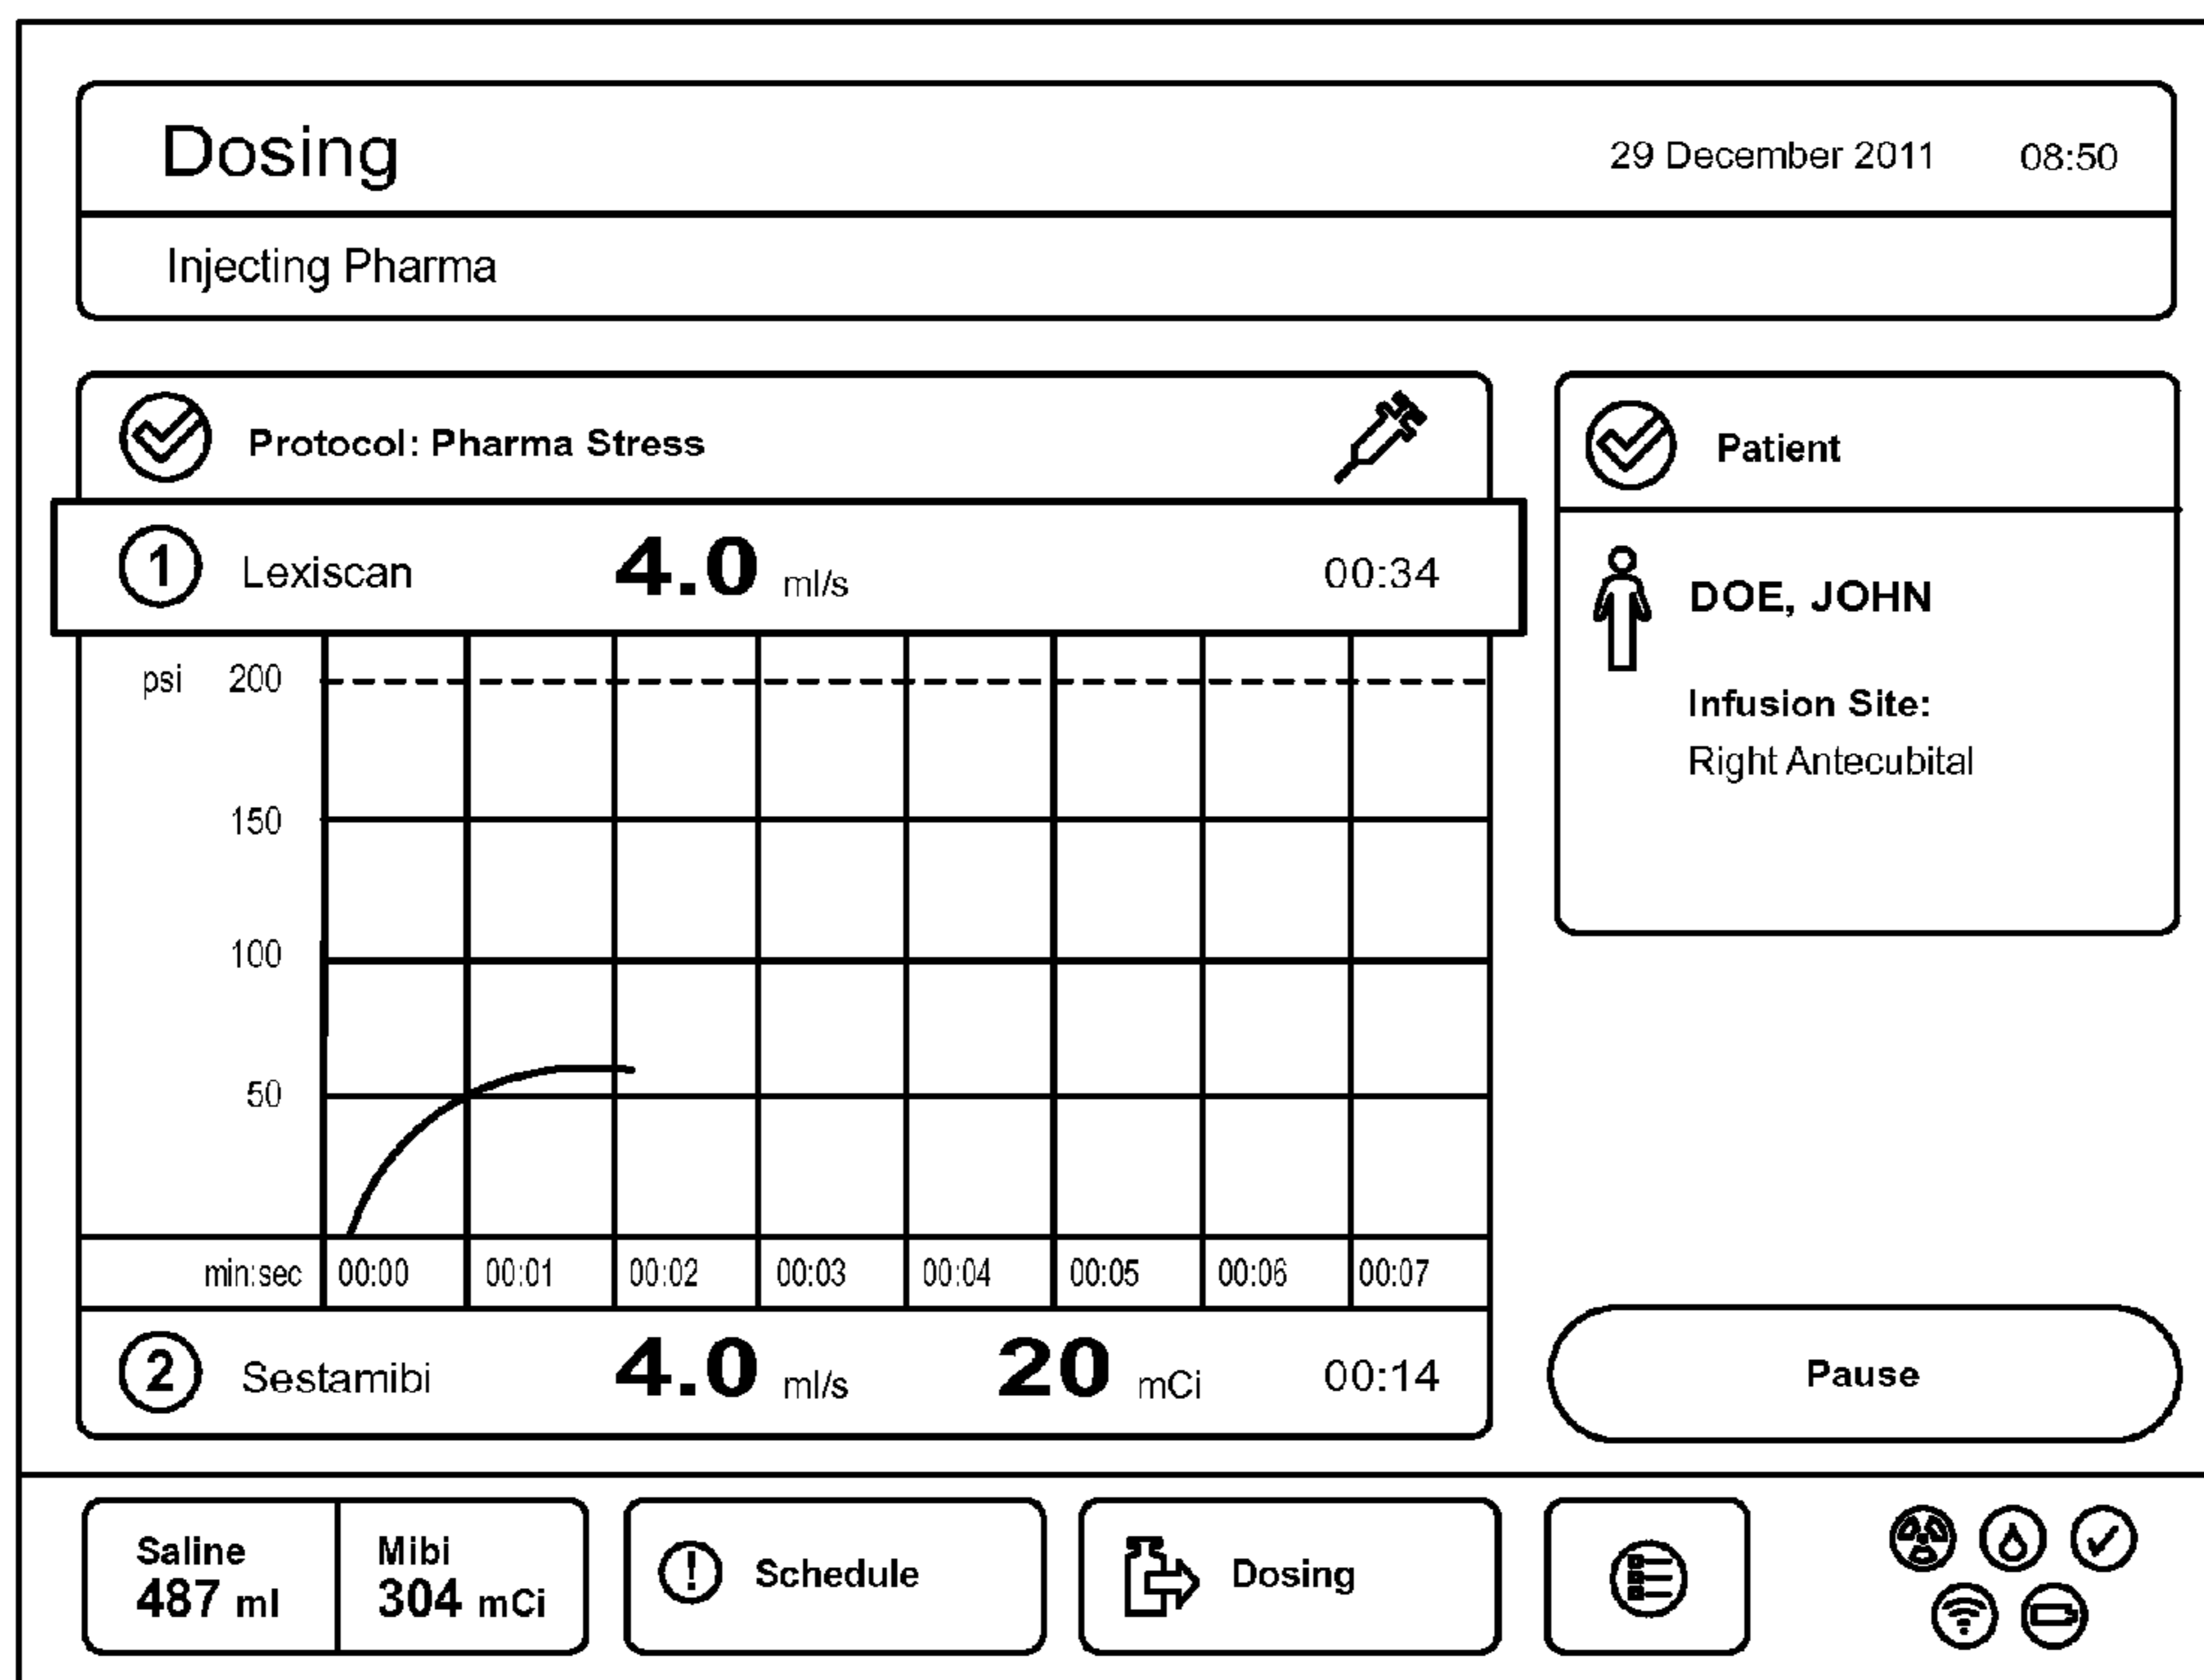 Dosing 29 December 2011 08:50
Injecting Pharma
Protocol: Pharma Stress
1 Lexiscan 4.0 ml/s 00:34
psi 200
150
100
50
min:sec 00:00 00:01 00:02 00:03 00:04 00:05 00:06 00:07
2 Sestamibi 4.0 ml/s 20 mCi 00:14
Patient
DOE, JOHN
Infusion Site:
Right Antecubital
Pause
Saline
487 ml
Mibi
304 mCi
! Schedule
Dosing